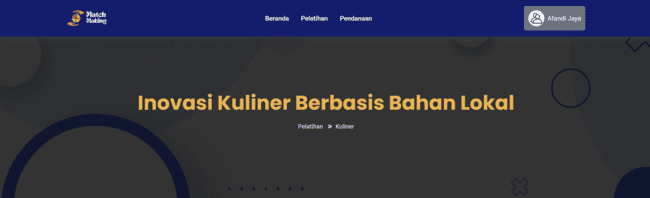 Match
Making
Beranda Pelatihan Pendanaan
Afandi Jaya
Inovasi Kuliner Berbasis Bahan Lokal
Pelatihan » Kuliner